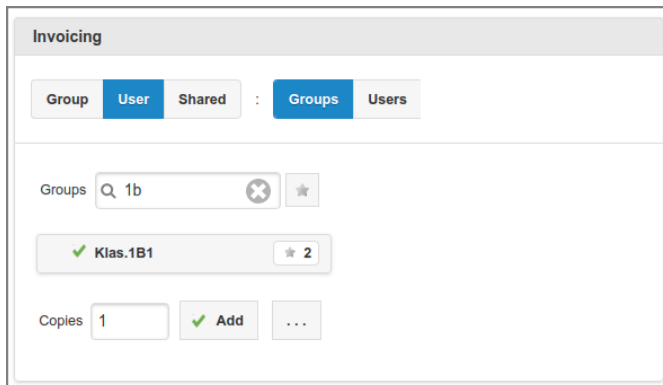 Invoicing
Group User Shared : Groups Users
Groups 1b
Klas.1B1 2
Copies 1 Add ...